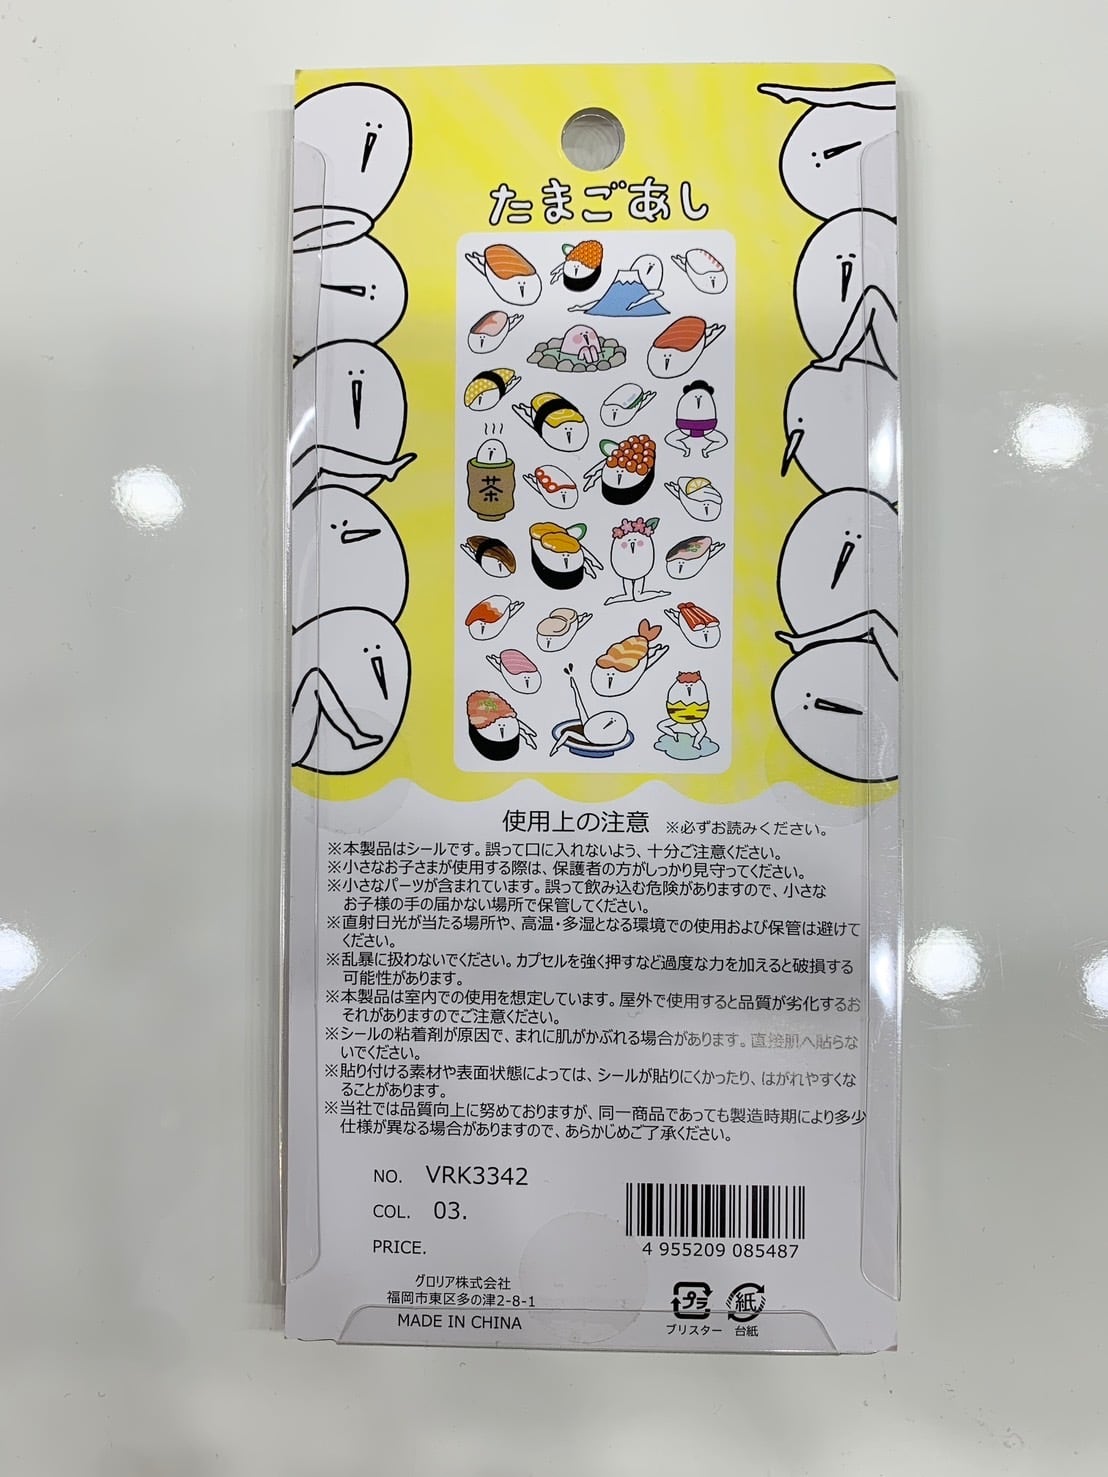 たまごあし
茶
使用上の注意 ※必ずお読みください。
※本製品はシールです。誤って口に入れないよう、十分ご注意ください。
※小さなお子さまが使用する際は、保護者の方がしっかり見守ってください。
※小さなパーツが含まれています。誤って飲み込む危険がありますので、小さな
お子様の手の届かない場所で保管してください。
※直射日光が当たる場所や、高温・多湿となる環境での使用および保管は避けて
ください。
※乱暴に扱わないでください。カプセルを強く押すなど過度な力を加えると破損する
可能性があります。
※本製品は室内での使用を想定しています。屋外で使用すると品質が劣化するお
それがありますのでご注意ください。
※シールの粘着剤が原因で、まれに肌がかぶれる場合があります。直接肌へ貼らな
いでください。
※貼り付ける素材や表面状態によっては、シールが貼りにくかったり、はがれやすくな
ることがあります。
※当社では品質向上に努めておりますが、同一商品であっても製造時期により多少
仕様が異なる場合がありますので、あらかじめご了承ください。
NO. VRK3342
COL. 03.
PRICE.
4 955209 085487
グロリア株式会社
福岡市東区多の津2-8-1
MADE IN CHINA
プラ 紙
ブリスター 台紙